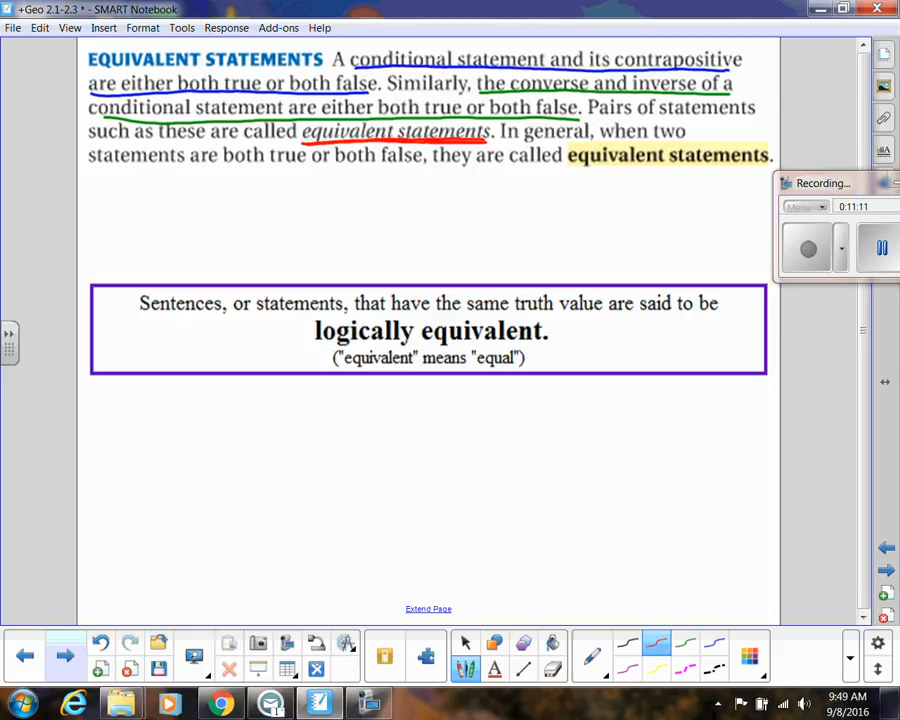 +Geo 2.1-2.3 * - SMART Notebook
File Edit View Insert Format Tools Response Add-ons Help
EQUIVALENT STATEMENTS A conditional statement and its contrapositive
are either both true or both false. Similarly, the converse and inverse of a
conditional statement are either both true or both false. Pairs of statements
such as these are called equivalent statements. In general, when two
statements are both true or both false, they are called equivalent statements.
Recording...
Menu
0:11:11
Sentences, or statements, that have the same truth value are said to be
logically equivalent.
("equivalent" means "equal")
Extend Page
9:49 AM
9/8/2016